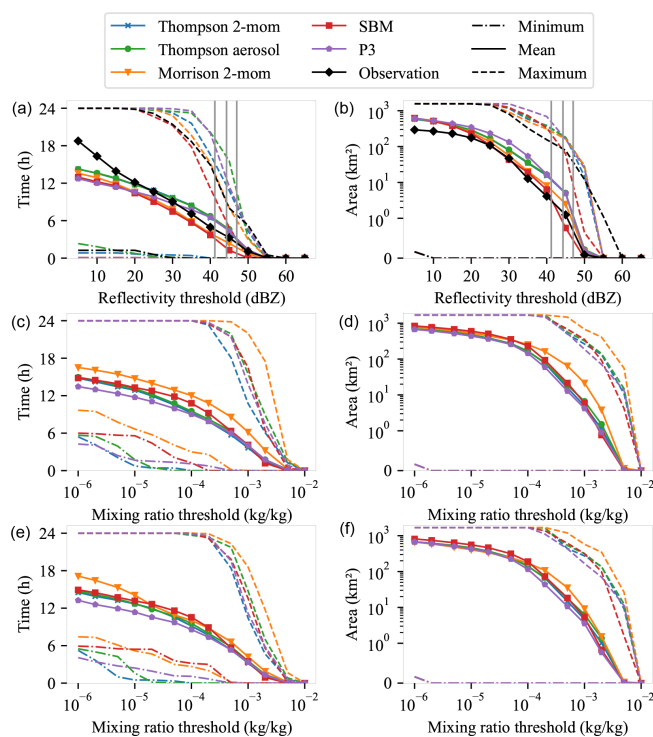 Thompson 2-mom SBM Minimum
Thompson aerosol P3 Mean
Morrison 2-mom Observation Maximum
(a) (b)
24
18
12
6
0
Time (h)
10 20 30 40 50 60
Reflectivity threshold (dBZ)
10³
10²
10¹
10⁰
0
Area (km²)
10 20 30 40 50 60
Reflectivity threshold (dBZ)
(c) (d)
24
18
12
6
0
Time (h)
10⁻⁶ 10⁻⁵ 10⁻⁴ 10⁻³ 10⁻²
Mixing ratio threshold (kg/kg)
10³
10²
10¹
10⁰
0
Area (km²)
10⁻⁶ 10⁻⁵ 10⁻⁴ 10⁻³ 10⁻²
Mixing ratio threshold (kg/kg)
(e) (f)
24
18
12
6
0
Time (h)
10⁻⁶ 10⁻⁵ 10⁻⁴ 10⁻³ 10⁻²
Mixing ratio threshold (kg/kg)
10³
10²
10¹
10⁰
0
Area (km²)
10⁻⁶ 10⁻⁵ 10⁻⁴ 10⁻³ 10⁻²
Mixing ratio threshold (kg/kg)